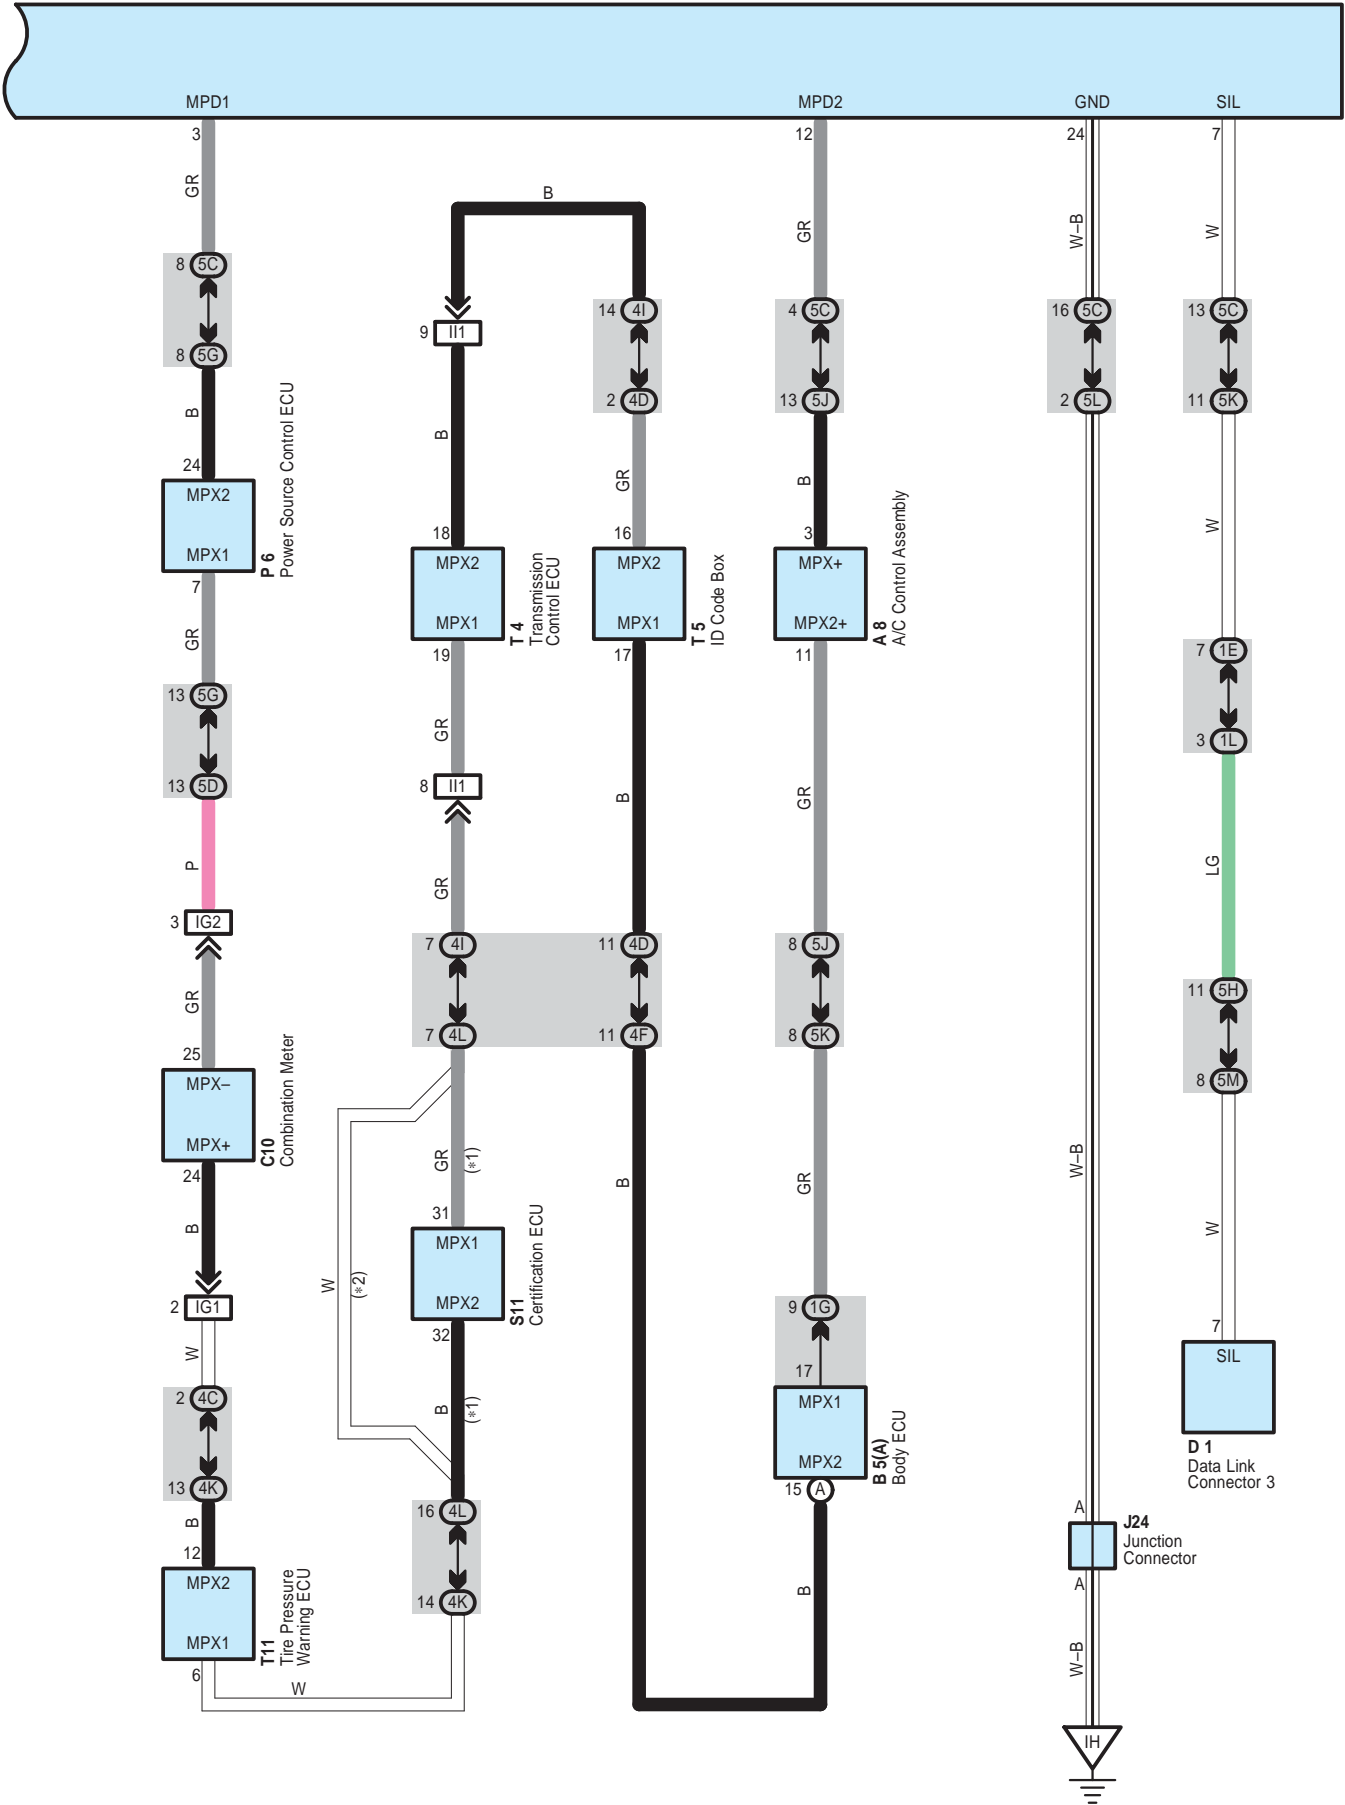 MPD1
MPD2
GND
SIL
3
12
24
7
GR
B
GR
W–B
W
8 5C
8 5G
9 II1
14 4I
2 4D
4 5C
13 5J
16 5C
2 5L
13 5C
11 5K
B
B
GR
B
W
24
MPX2
MPX1
7
P 6
Power Source Control ECU
18
MPX2
MPX1
19
T 4
Transmission
Control ECU
16
MPX2
MPX1
17
T 5
ID Code Box
3
MPX+
MPX2+
11
A 8
A/C Control Assembly
GR
GR
B
GR
13 5G
13 5D
8 II1
7 1E
3 1L
P
GR
LG
3 IG2
7 4I
7 4L
11 4D
11 4F
8 5J
8 5K
11 5H
8 5M
GR
25
MPX–
MPX+
24
C10
Combination Meter
GR
(*1)
B
GR
W–B
W
B
2 IG1
W
W
(*2)
31
MPX1
MPX2
32
S11
Certification ECU
B
(*1)
9 1G
17
MPX1
MPX2
15 A
B 5(A)
Body ECU
7
SIL
D 1
Data Link
Connector 3
2 4C
13 4K
B
16 4L
14 4K
12
MPX2
MPX1
6
T11
Tire Pressure
Warning ECU
W
B
A
J24
Junction
Connector
A
W–B
IH